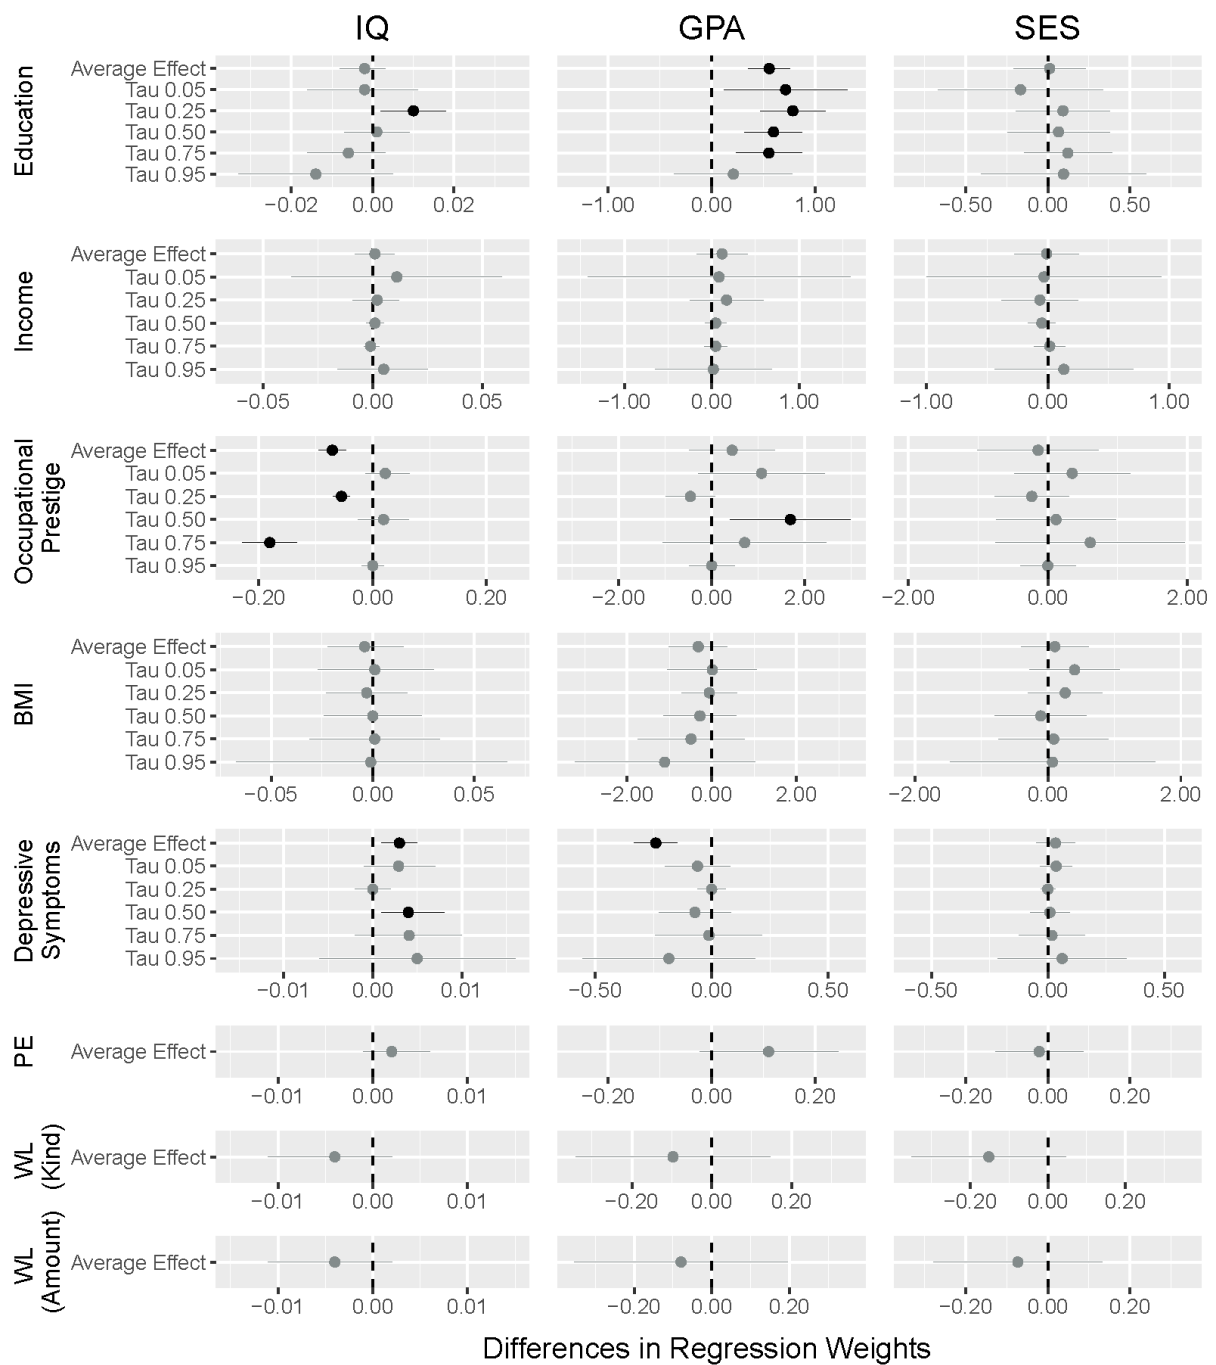 IQ GPA SES
Education
Average Effect
Tau 0.05
Tau 0.25
Tau 0.50
Tau 0.75
Tau 0.95
−0.02 0.00 0.02 −1.00 0.00 1.00 −0.50 0.00 0.50
Income
Average Effect
Tau 0.05
Tau 0.25
Tau 0.50
Tau 0.75
Tau 0.95
−0.05 0.00 0.05 −1.00 0.00 1.00 −1.00 0.00 1.00
Occupational
Prestige
Average Effect
Tau 0.05
Tau 0.25
Tau 0.50
Tau 0.75
Tau 0.95
−0.20 0.00 0.20 −2.00 0.00 2.00 −2.00 0.00 2.00
BMI
Average Effect
Tau 0.05
Tau 0.25
Tau 0.50
Tau 0.75
Tau 0.95
−0.05 0.00 0.05 −2.00 0.00 2.00 −2.00 0.00 2.00
Depressive
Symptoms
Average Effect
Tau 0.05
Tau 0.25
Tau 0.50
Tau 0.75
Tau 0.95
−0.01 0.00 0.01 −0.50 0.00 0.50 −0.50 0.00 0.50
PE
Average Effect
−0.01 0.00 0.01 −0.20 0.00 0.20 −0.20 0.00 0.20
WL
(Kind)
Average Effect
−0.01 0.00 0.01 −0.20 0.00 0.20 −0.20 0.00 0.20
WL
(Amount)
Average Effect
−0.01 0.00 0.01 −0.20 0.00 0.20 −0.20 0.00 0.20
Differences in Regression Weights